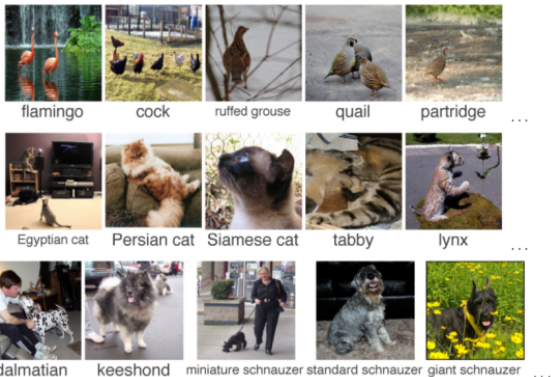 flamingo
cock
ruffed grouse
quail
partridge
...
Egyptian cat
Persian cat
Siamese cat
tabby
lynx
...
dalmatian
keeshond
miniature schnauzer
standard schnauzer
giant schnauzer
...